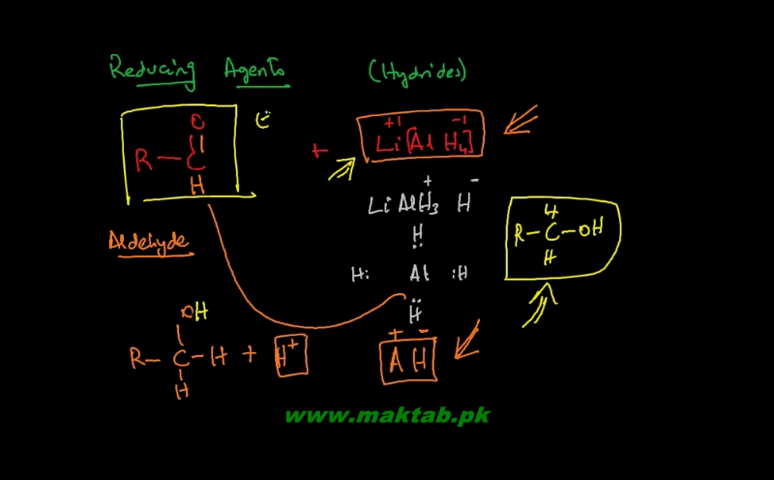 Reducing Agents (Hydrides)
O
R — C
H
+
+1 -1
Li[Al H4]
+ -
Li AlH3 H
H
H: Al :H
H
Aldehyde
H
R — C — OH
H
OH
R — C — H + H+
H
+ -
A H
www.maktab.pk